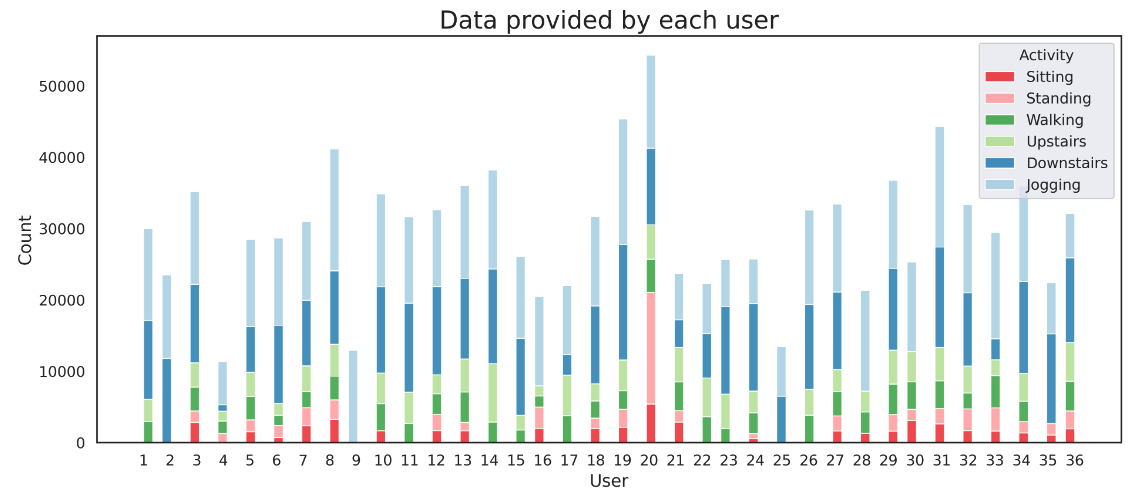 Data provided by each user
50000
40000
30000
20000
10000
0
Count
Activity
Sitting
Standing
Walking
Upstairs
Downstairs
Jogging
1 2 3 4 5 6 7 8 9 10 11 12 13 14 15 16 17 18 19 20 21 22 23 24 25 26 27 28 29 30 31 32 33 34 35 36
User